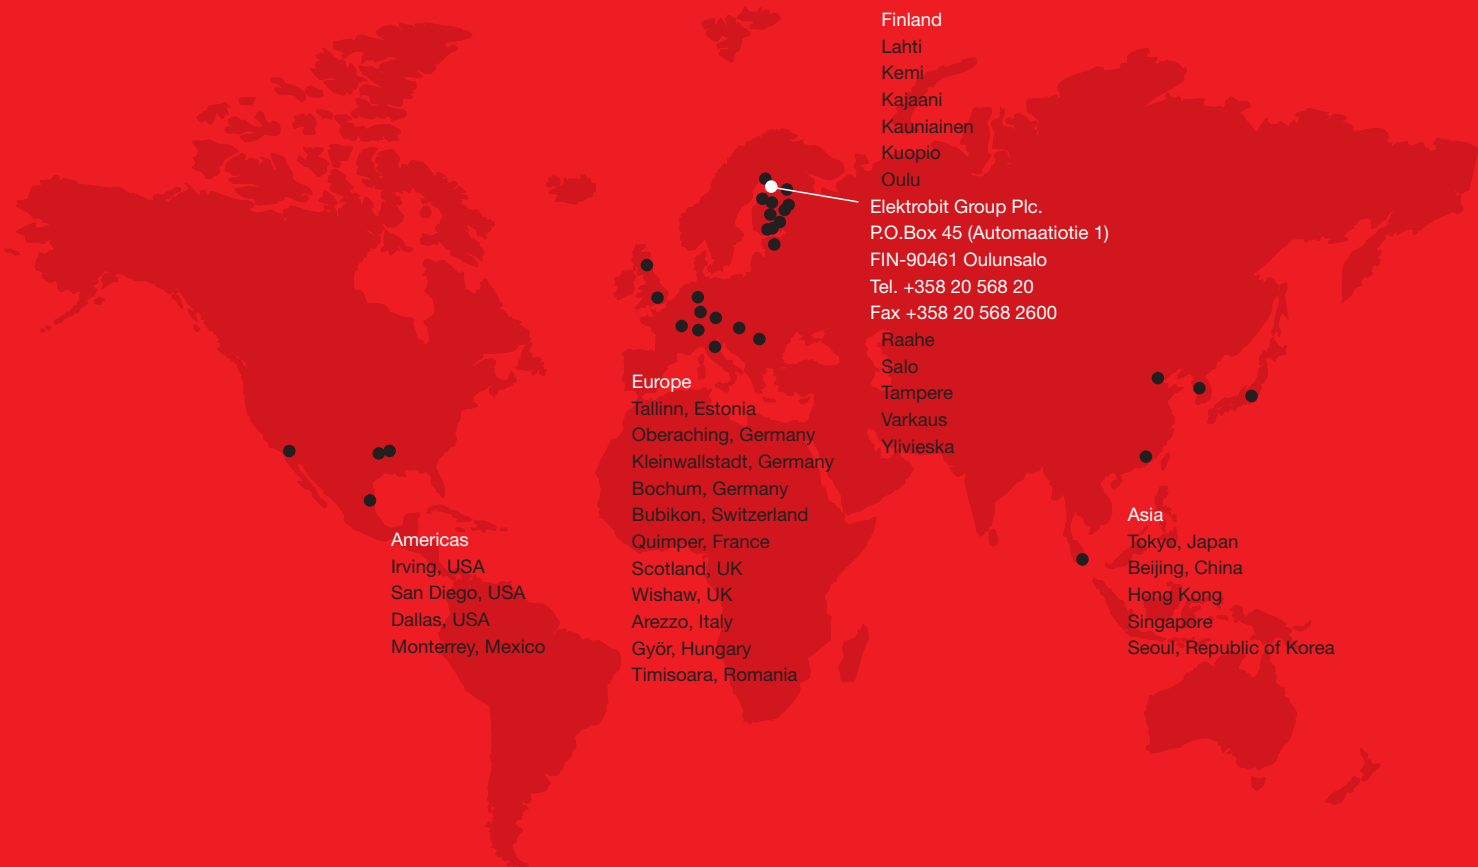 Finland
Lahti
Kemi
Kajaani
Kauniainen
Kuopio
Oulu
Elektrobit Group Plc.
P.O.Box 45 (Automaatiotie 1)
FIN-90461 Oulunsalo
Tel. +358 20 568 20
Fax +358 20 568 2600
Raahe
Salo
Tampere
Varkaus
Ylivieska
Europe
Tallinn, Estonia
Oberaching, Germany
Kleinwallstadt, Germany
Bochum, Germany
Bubikon, Switzerland
Quimper, France
Scotland, UK
Wishaw, UK
Arezzo, Italy
Györ, Hungary
Timisoara, Romania
Americas
Irving, USA
San Diego, USA
Dallas, USA
Monterrey, Mexico
Asia
Tokyo, Japan
Beijing, China
Hong Kong
Singapore
Seoul, Republic of Korea